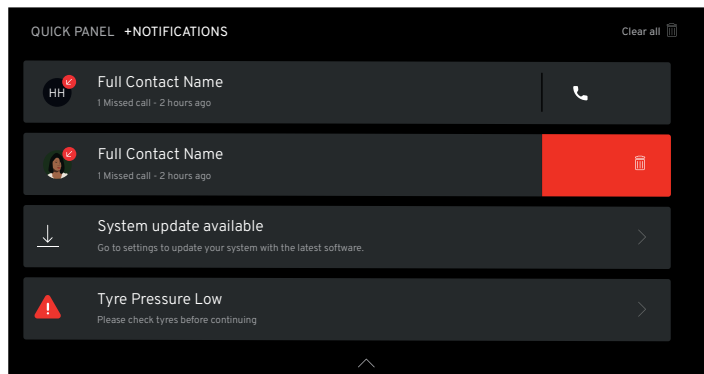 QUICK PANEL +NOTIFICATIONS Clear all
HH Full Contact Name
1 Missed call - 2 hours ago
Full Contact Name
1 Missed call - 2 hours ago
System update available
Go to settings to update your system with the latest software.
Tyre Pressure Low
Please check tyres before continuing